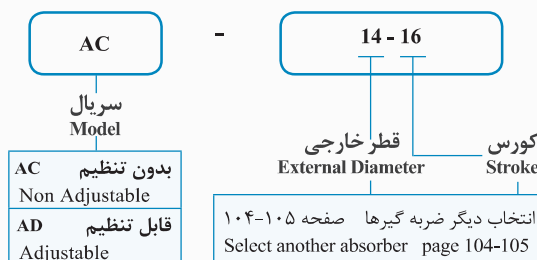 AC - 14 - 16
سریال
Model
AC بدون تنظیم
Non Adjustable
AD قابل تنظیم
Adjustable
قطر خارجی
External Diameter
کورس
Stroke
انتخاب دیگر ضربه گیرها صفحه ۱۰۵-۱۰۴
Select another absorber page 104-105